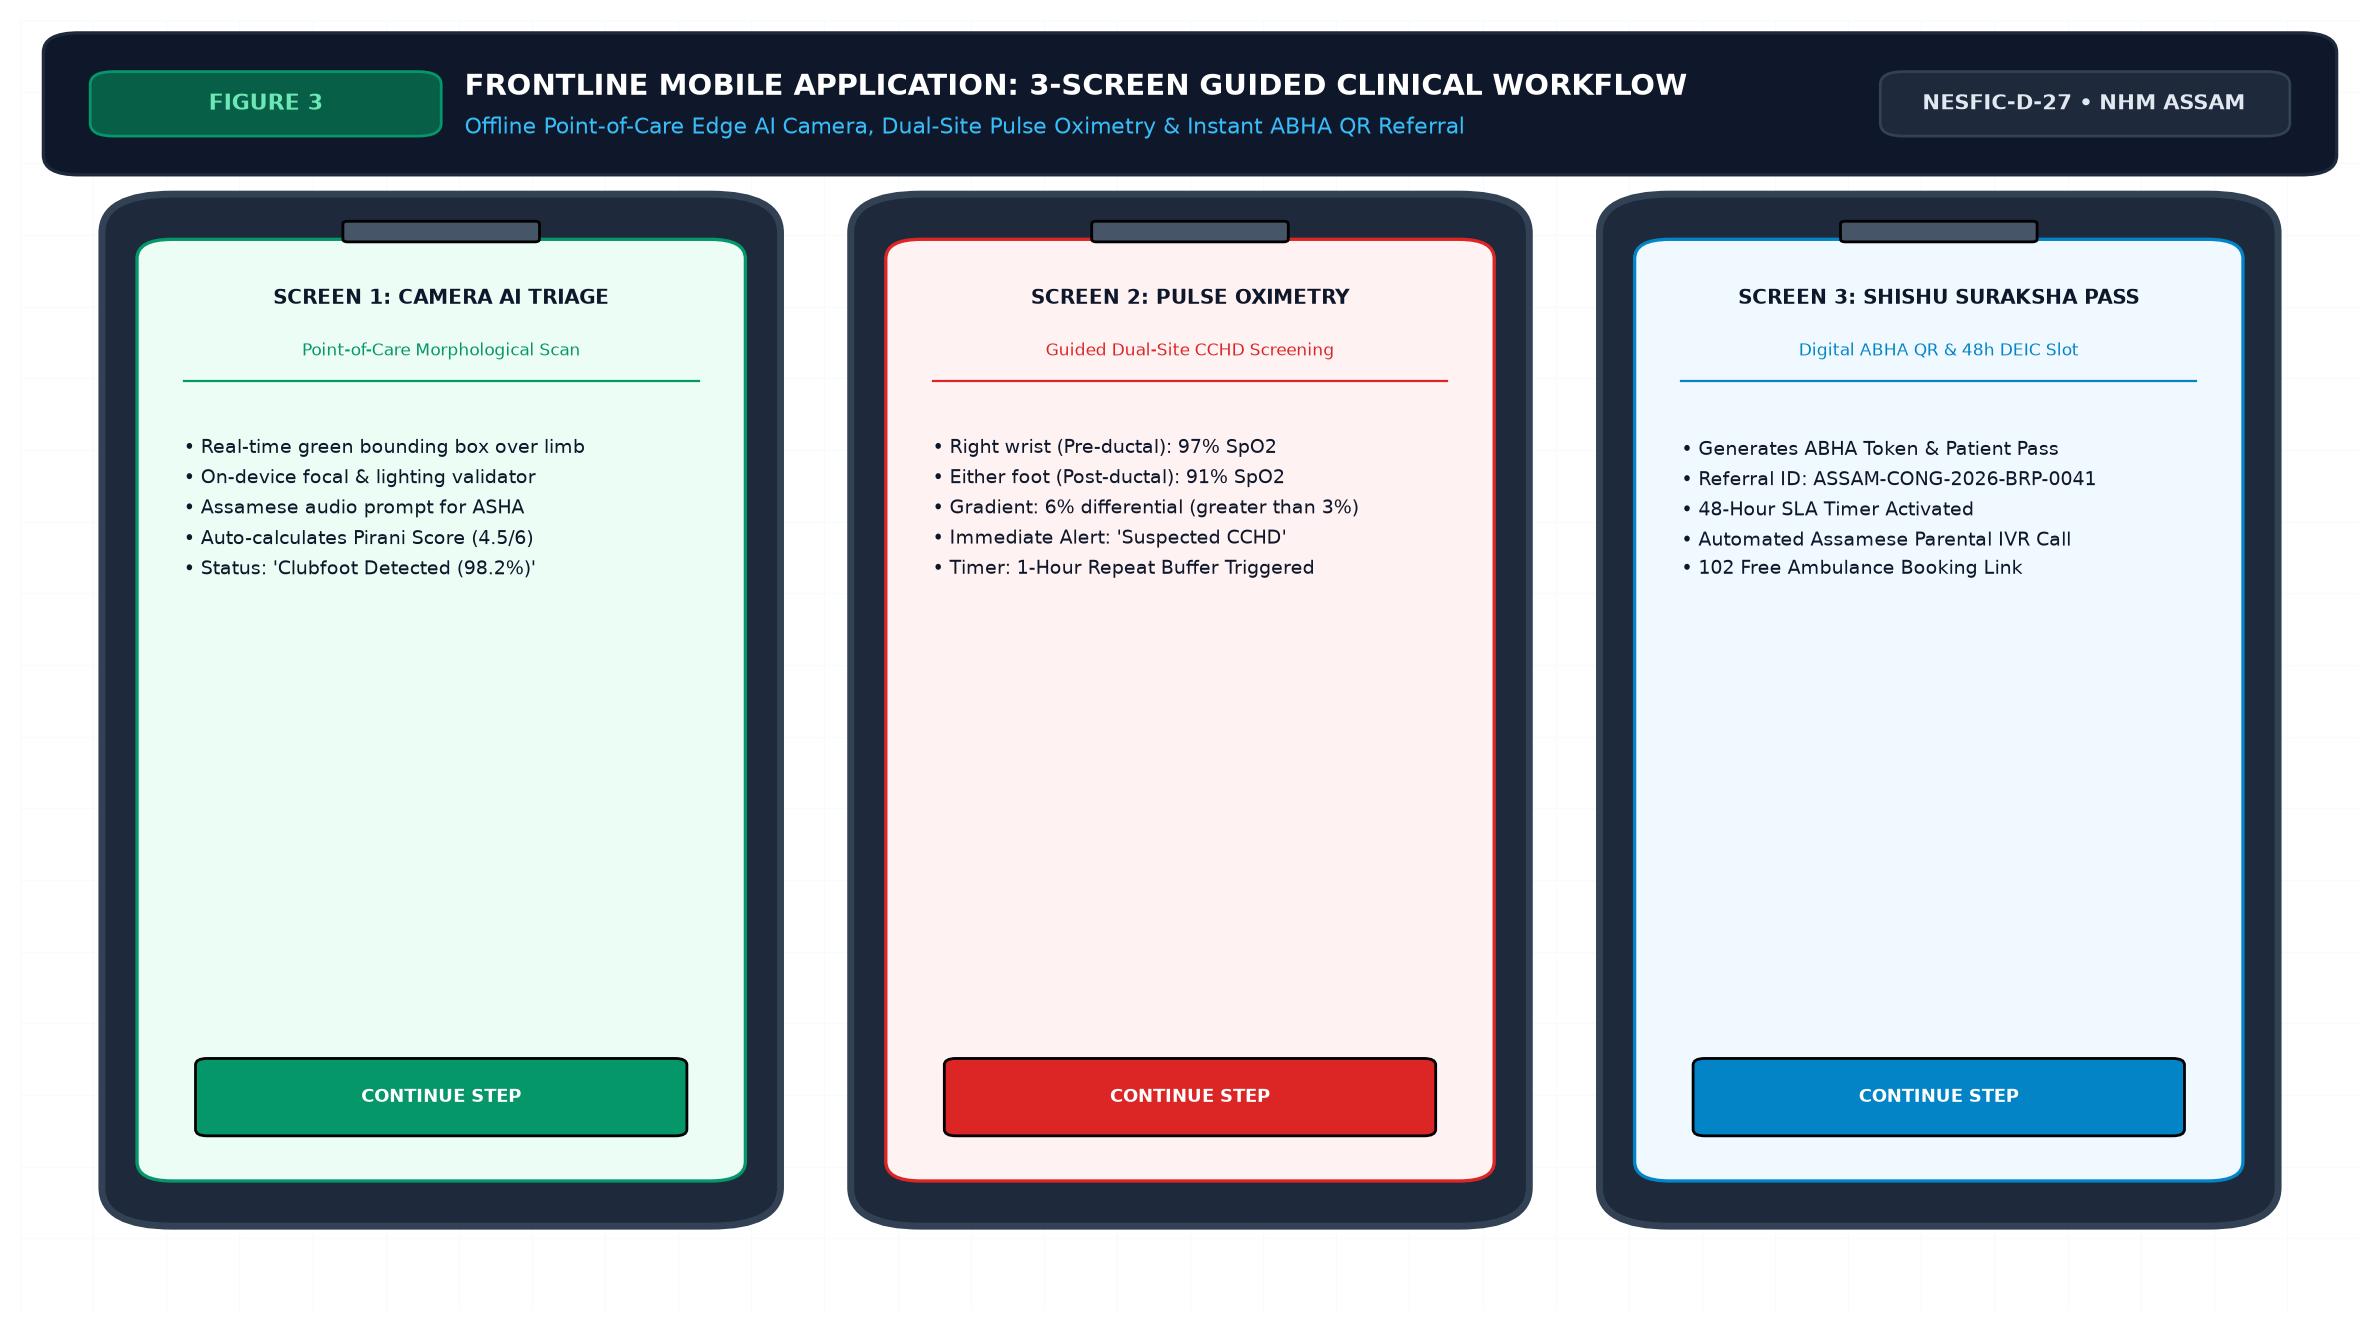 FIGURE 3
FRONTLINE MOBILE APPLICATION: 3-SCREEN GUIDED CLINICAL WORKFLOW
Offline Point-of-Care Edge AI Camera, Dual-Site Pulse Oximetry & Instant ABHA QR Referral
NESFIC-D-27 • NHM ASSAM
SCREEN 1: CAMERA AI TRIAGE
Point-of-Care Morphological Scan
• Real-time green bounding box over limb
• On-device focal & lighting validator
• Assamese audio prompt for ASHA
• Auto-calculates Pirani Score (4.5/6)
• Status: 'Clubfoot Detected (98.2%)'
CONTINUE STEP
SCREEN 2: PULSE OXIMETRY
Guided Dual-Site CCHD Screening
• Right wrist (Pre-ductal): 97% SpO2
• Either foot (Post-ductal): 91% SpO2
• Gradient: 6% differential (greater than 3%)
• Immediate Alert: 'Suspected CCHD'
• Timer: 1-Hour Repeat Buffer Triggered
CONTINUE STEP
SCREEN 3: SHISHU SURAKSHA PASS
Digital ABHA QR & 48h DEIC Slot
• Generates ABHA Token & Patient Pass
• Referral ID: ASSAM-CONG-2026-BRP-0041
• 48-Hour SLA Timer Activated
• Automated Assamese Parental IVR Call
• 102 Free Ambulance Booking Link
CONTINUE STEP